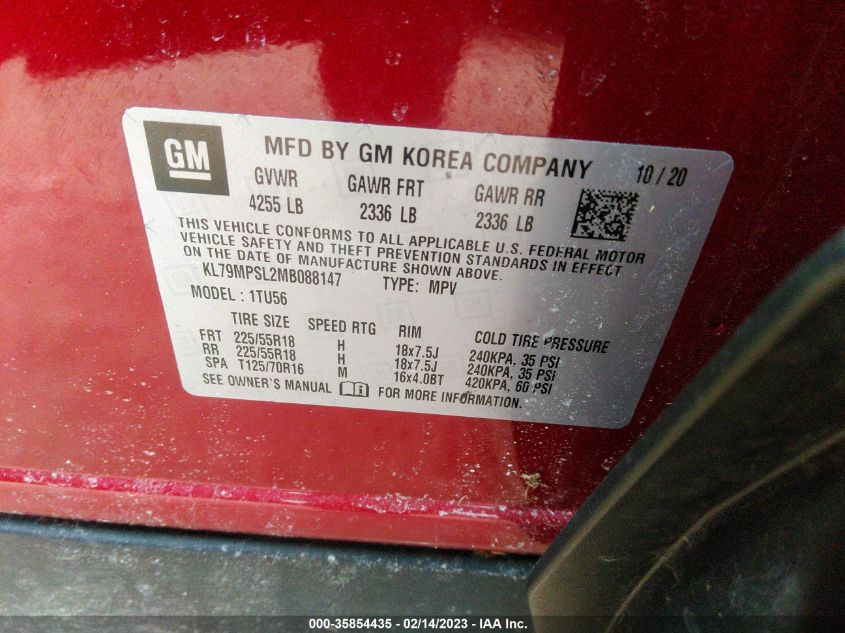 GM MFD BY GM KOREA COMPANY 10 / 20
GVWR GAWR FRT GAWR RR
4255 LB 2336 LB 2336 LB
THIS VEHICLE CONFORMS TO ALL APPLICABLE U.S. FEDERAL MOTOR
VEHICLE SAFETY AND THEFT PREVENTION STANDARDS IN EFFECT
ON THE DATE OF MANUFACTURE SHOWN ABOVE.
KL79MPSL2MB088147 TYPE: MPV
MODEL : 1TU56
TIRE SIZE SPEED RTG RIM COLD TIRE PRESSURE
FRT 225/55R18 H 18x7.5J 240KPA, 35 PSI
RR 225/55R18 H 18x7.5J 240KPA, 35 PSI
SPA T125/70R16 M 16x4.0BT 420KPA, 60 PSI
SEE OWNER'S MANUAL FOR MORE INFORMATION.
000-35854435 - 02/14/2023 - IAA Inc.